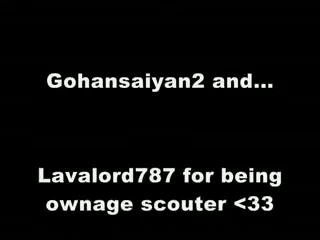 Gohansaiyan2 and...
Lavalord787 for being
ownage scouter <33